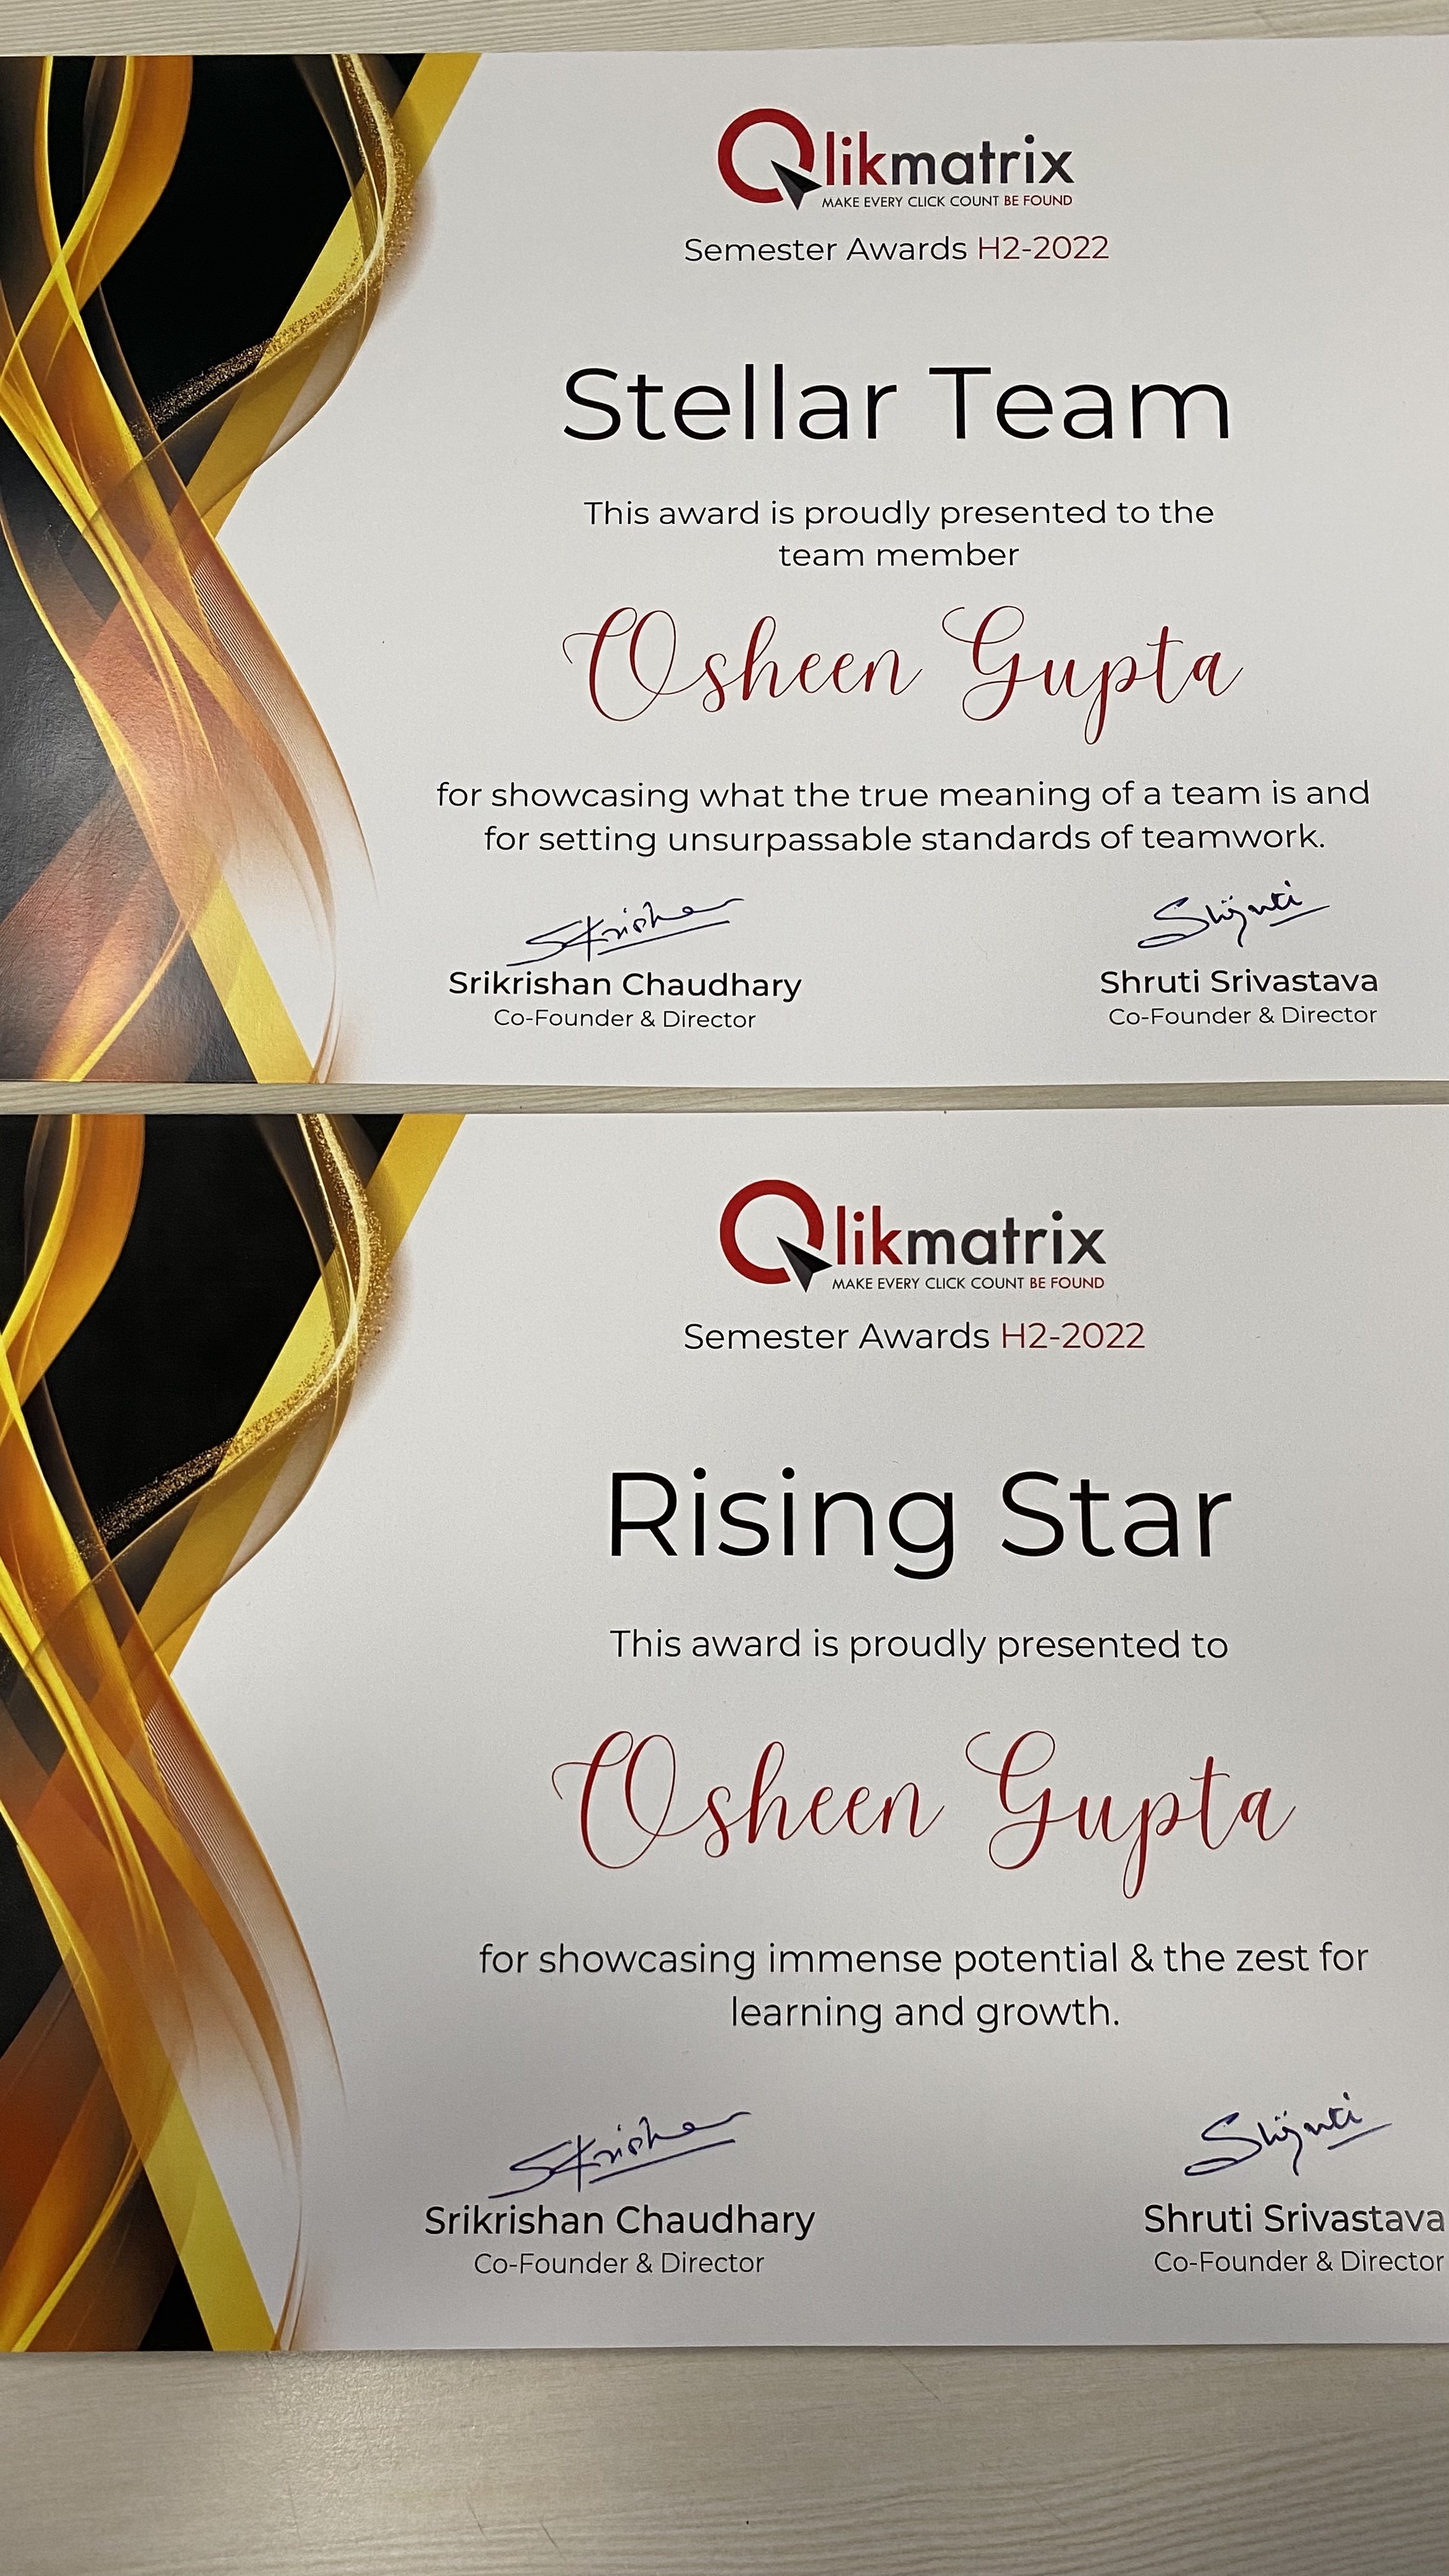 Qlikmatrix
MAKE EVERY CLICK COUNT BE FOUND
Semester Awards H2-2022
Stellar Team
This award is proudly presented to the
team member
Osheen Gupta
for showcasing what the true meaning of a team is and
for setting unsurpassable standards of teamwork.
Srikrishan Chaudhary
Co-Founder & Director
Shruti Srivastava
Co-Founder & Director
Qlikmatrix
MAKE EVERY CLICK COUNT BE FOUND
Semester Awards H2-2022
Rising Star
This award is proudly presented to
Osheen Gupta
for showcasing immense potential & the zest for
learning and growth.
Srikrishan Chaudhary
Co-Founder & Director
Shruti Srivastava
Co-Founder & Director